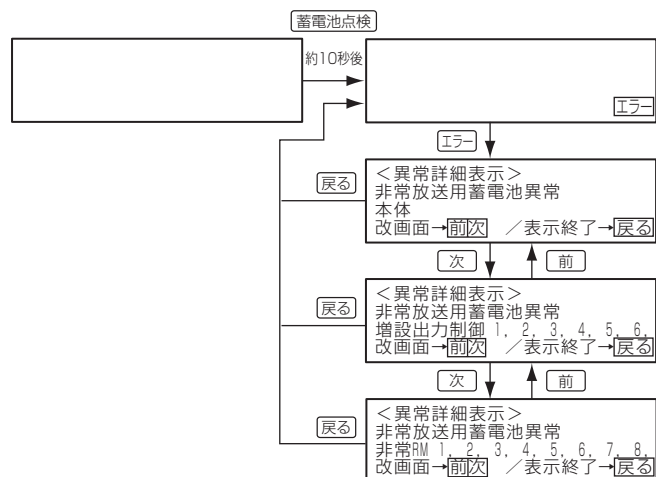 蓄電池点検
約10秒後
エラー
エラー
戻る
＜異常詳細表示＞
非常放送用蓄電池異常
本体
改画面→前次　／表示終了→戻る
次
前
戻る
＜異常詳細表示＞
非常放送用蓄電池異常
増設出力制御 1, 2, 3, 4, 5, 6,
改画面→前次　／表示終了→戻る
次
前
戻る
＜異常詳細表示＞
非常放送用蓄電池異常
非常RM 1, 2, 3, 4, 5, 6, 7, 8,
改画面→前次　／表示終了→戻る